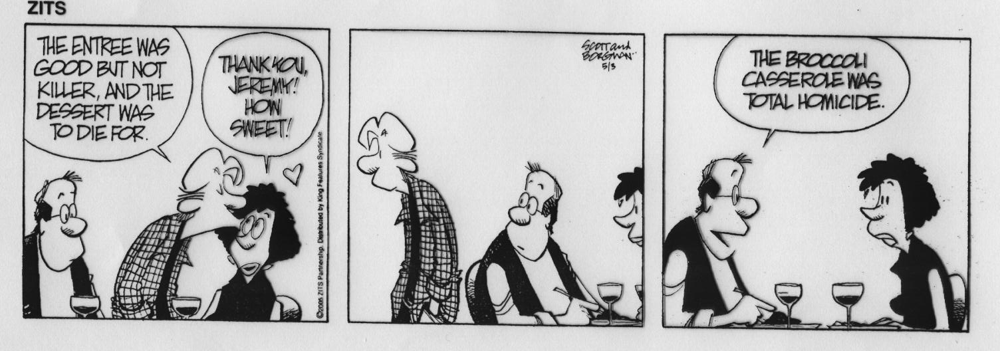 ZITS
THE ENTREE WAS
GOOD BUT NOT
KILLER, AND THE
DESSERT WAS
TO DIE FOR.
THANK YOU,
JEREMY!
HOW
SWEET!
©2005 ZITS Partnership. Distributed by King Features Syndicate
SCOTT and
BORGMAN
5/3
THE BROCCOLI
CASSEROLE WAS
TOTAL HOMICIDE.